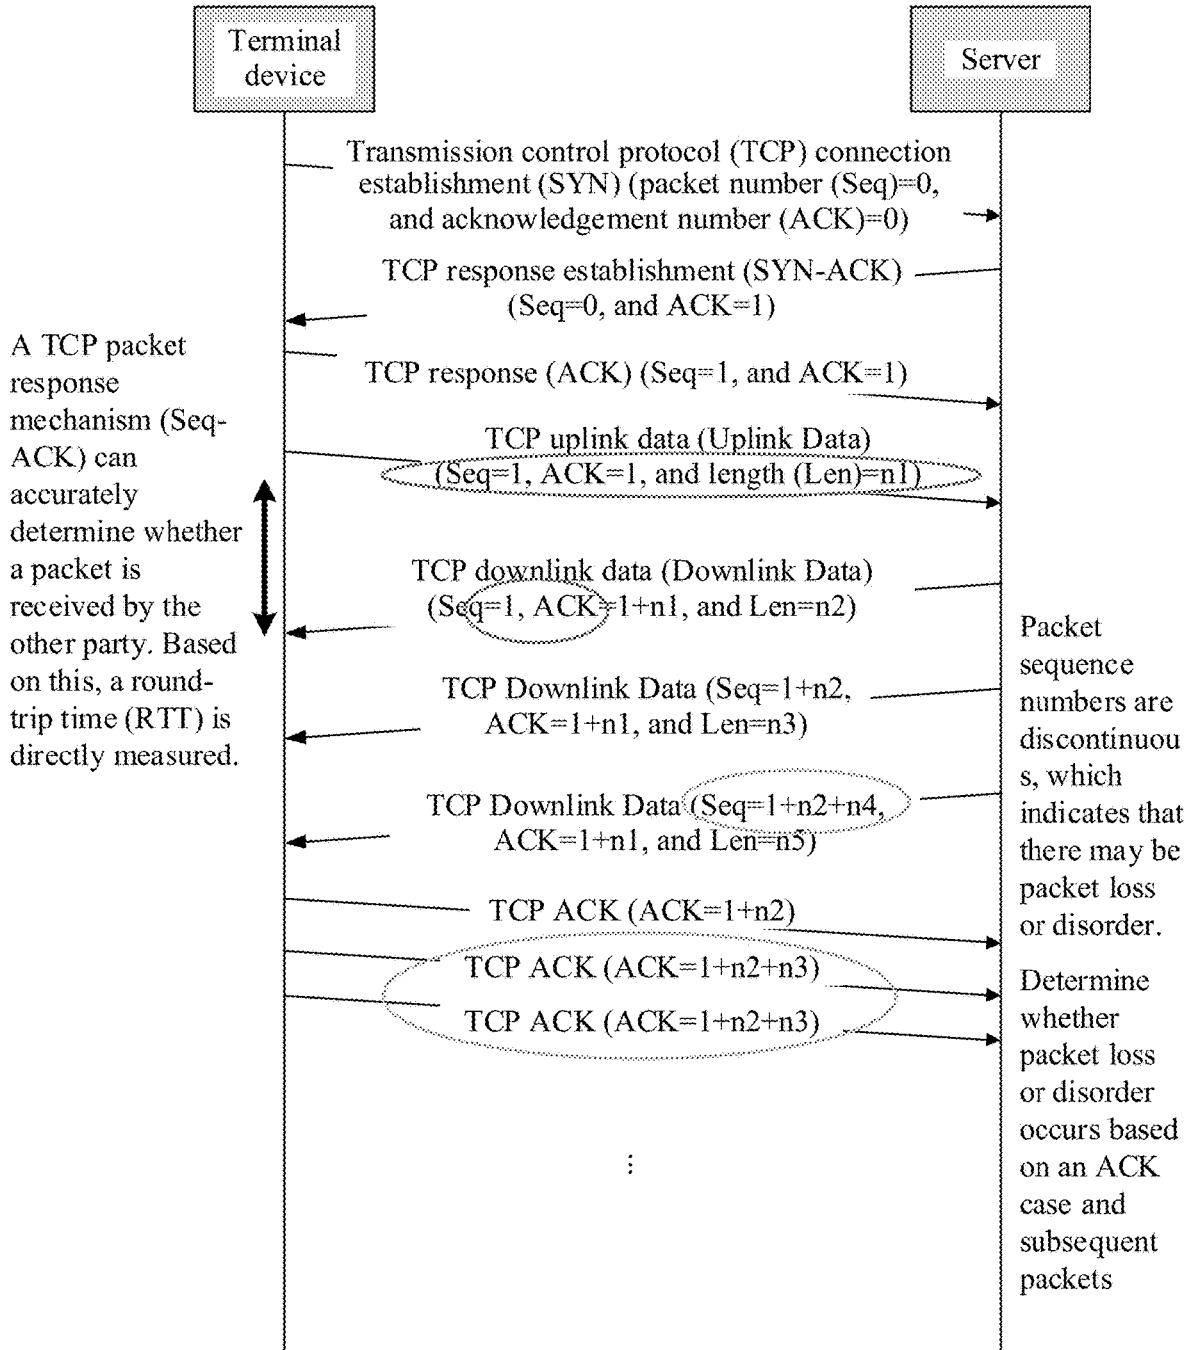 Terminal
device
Server
Transmission control protocol (TCP) connection
establishment (SYN) (packet number (Seq)=0,
and acknowledgement number (ACK)=0)
TCP response establishment (SYN-ACK)
(Seq=0, and ACK=1)
TCP response (ACK) (Seq=1, and ACK=1)
TCP uplink data (Uplink Data)
(Seq=1, ACK=1, and length (Len)=n1)
TCP downlink data (Downlink Data)
(Seq=1, ACK=1+n1, and Len=n2)
TCP Downlink Data (Seq=1+n2,
ACK=1+n1, and Len=n3)
TCP Downlink Data (Seq=1+n2+n4,
ACK=1+n1, and Len=n5)
TCP ACK (ACK=1+n2)
TCP ACK (ACK=1+n2+n3)
TCP ACK (ACK=1+n2+n3)
⋮
A TCP packet
response
mechanism (Seq-
ACK) can
accurately
determine whether
a packet is
received by the
other party. Based
on this, a round-
trip time (RTT) is
directly measured.
Packet
sequence
numbers are
discontinuou
s, which
indicates that
there may be
packet loss
or disorder.
Determine
whether
packet loss
or disorder
occurs based
on an ACK
case and
subsequent
packets